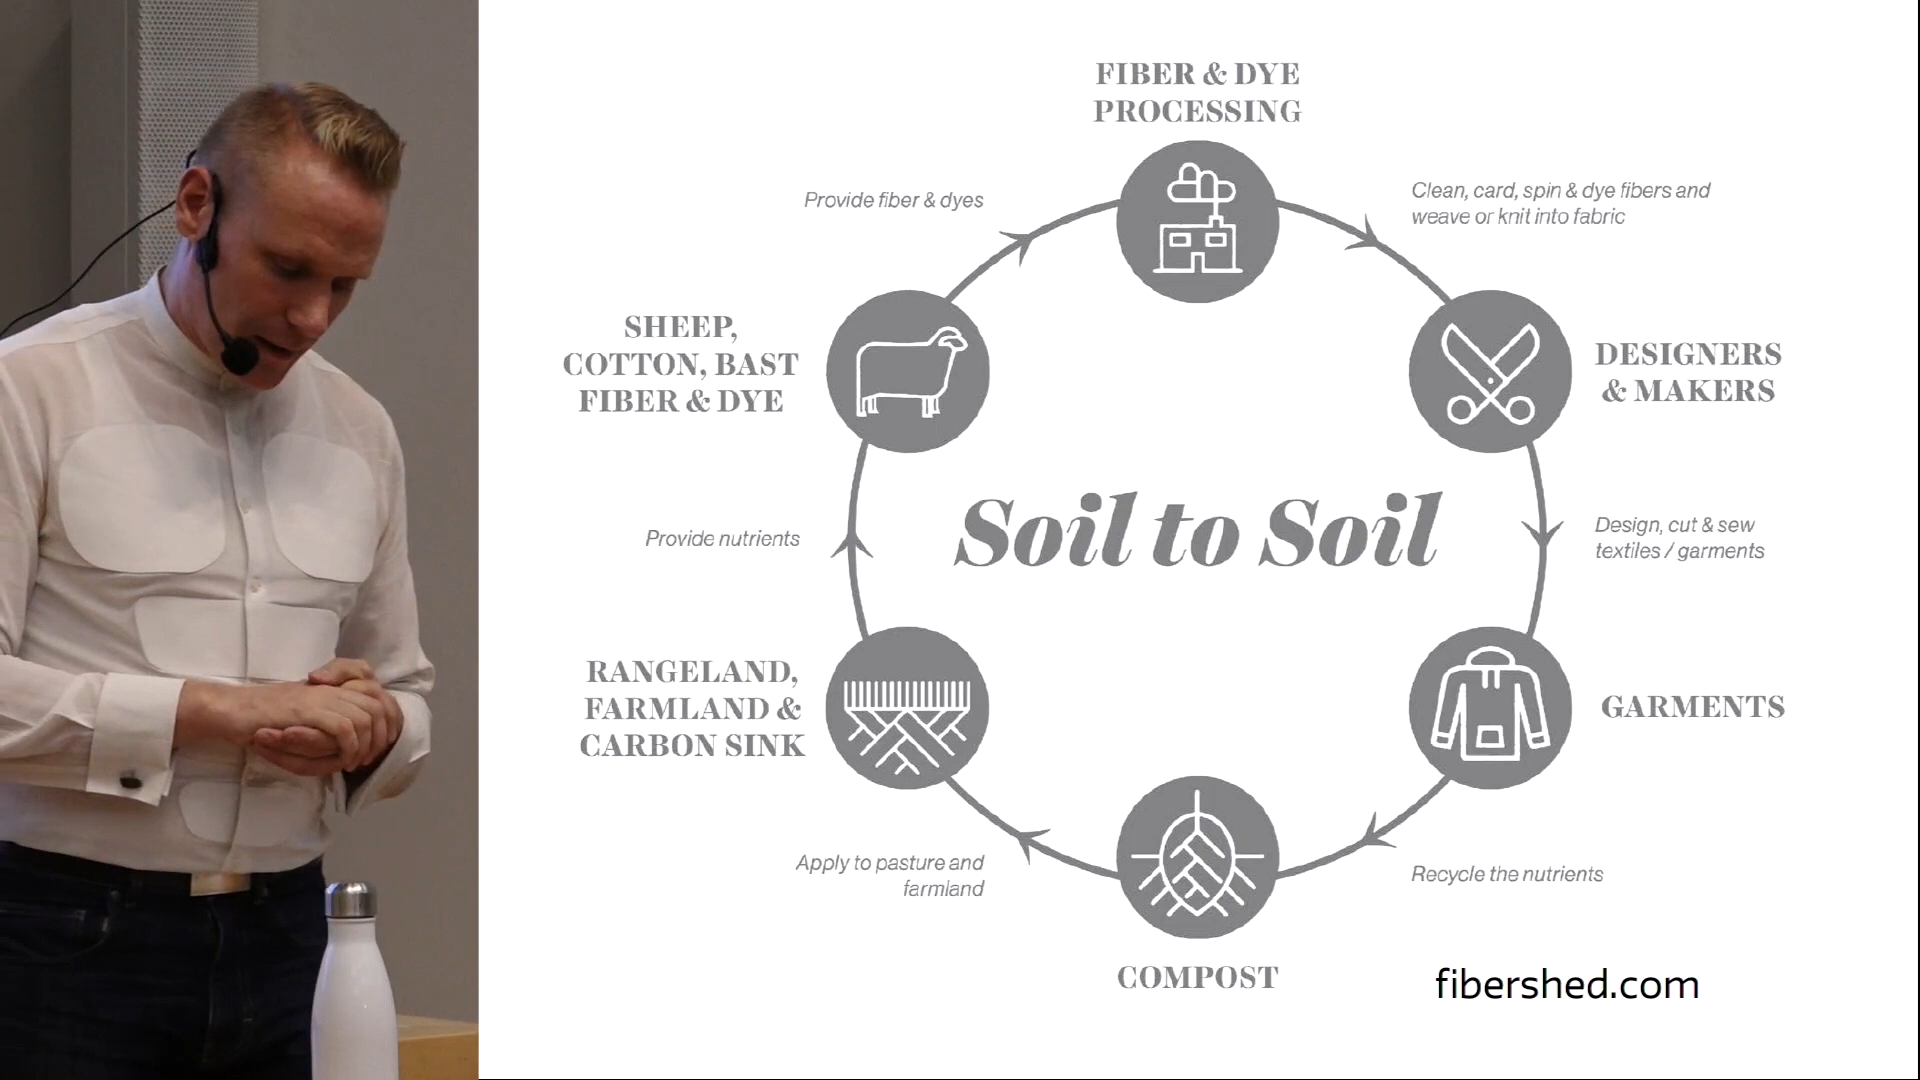 FIBER & DYE
PROCESSING
Provide fiber & dyes
Clean, card, spin & dye fibers and
weave or knit into fabric
SHEEP,
COTTON, BAST
FIBER & DYE
DESIGNERS
& MAKERS
Soil to Soil
Provide nutrients
Design, cut & sew
textiles / garments
RANGELAND,
FARMLAND &
CARBON SINK
GARMENTS
Apply to pasture and
farmland
Recycle the nutrients
COMPOST
fibershed.com